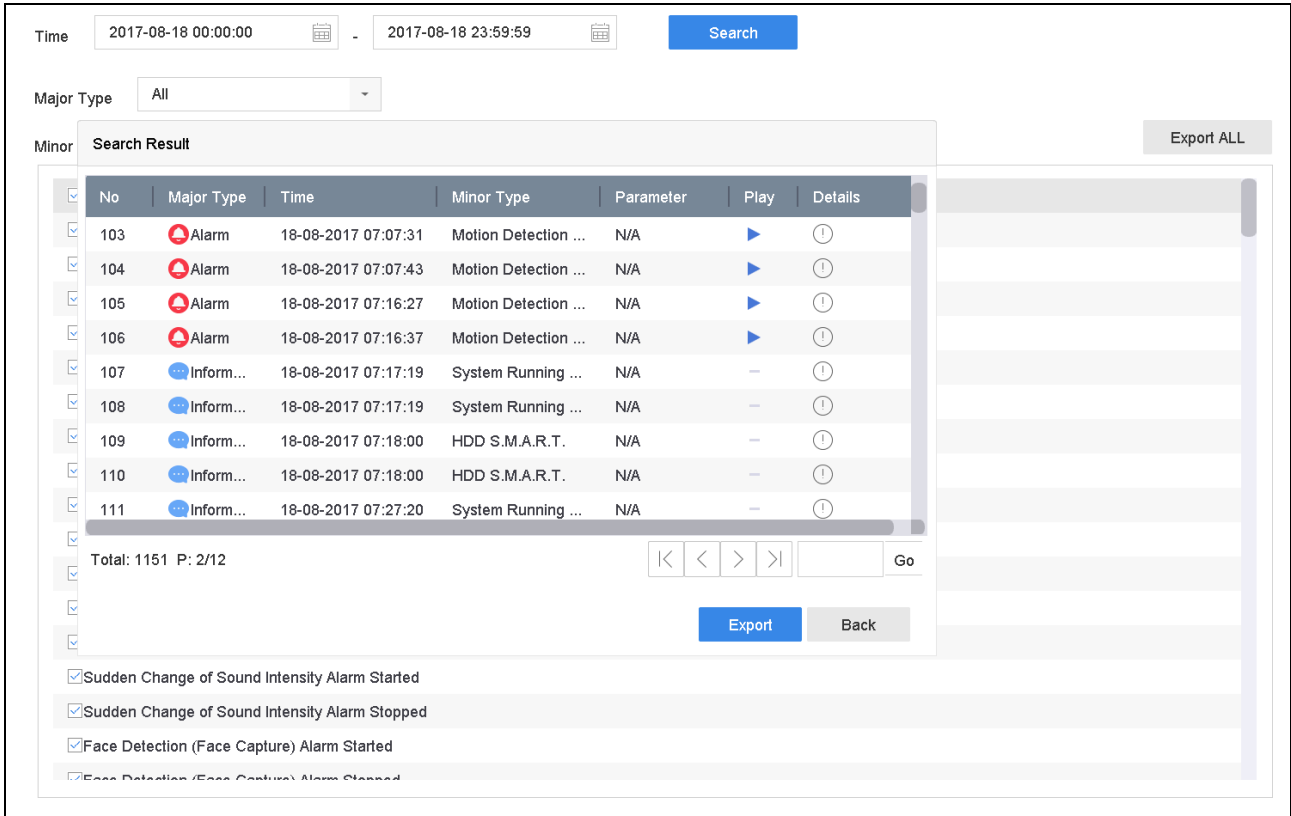 Time 2017-08-18 00:00:00 - 2017-08-18 23:59:59 Search
Major Type All
Minor Export ALL
Search Result
No Major Type Time Minor Type Parameter Play Details
103 Alarm 18-08-2017 07:07:31 Motion Detection ... N/A
104 Alarm 18-08-2017 07:07:43 Motion Detection ... N/A
105 Alarm 18-08-2017 07:16:27 Motion Detection ... N/A
106 Alarm 18-08-2017 07:16:37 Motion Detection ... N/A
107 Inform... 18-08-2017 07:17:19 System Running ... N/A –
108 Inform... 18-08-2017 07:17:19 System Running ... N/A –
109 Inform... 18-08-2017 07:18:00 HDD S.M.A.R.T. N/A –
110 Inform... 18-08-2017 07:18:00 HDD S.M.A.R.T. N/A –
111 Inform... 18-08-2017 07:27:20 System Running ... N/A –
Total: 1151 P: 2/12 Go
Export Back
Sudden Change of Sound Intensity Alarm Started
Sudden Change of Sound Intensity Alarm Stopped
Face Detection (Face Capture) Alarm Started
Face Detection (Face Capture) Alarm Stopped